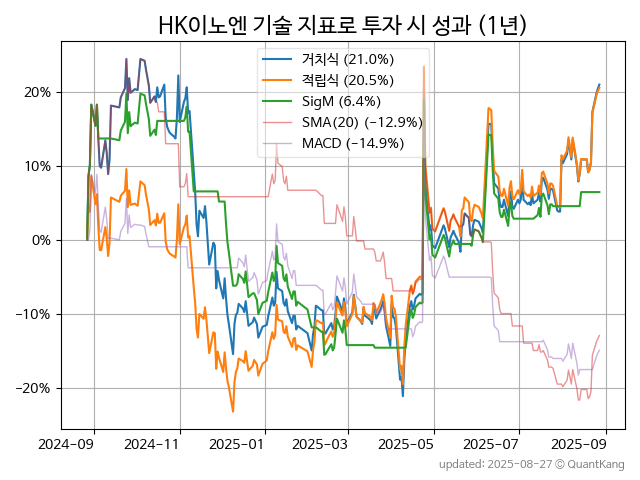 HK이노엔 기술 지표로 투자 시 성과 (1년)
거치식 (21.0%)
적립식 (20.5%)
SigM (6.4%)
SMA(20) (−12.9%)
MACD (−14.9%)
20%
10%
0%
−10%
−20%
2024-09 2024-11 2025-01 2025-03 2025-05 2025-07 2025-09
updated: 2025-08-27 © QuantKang